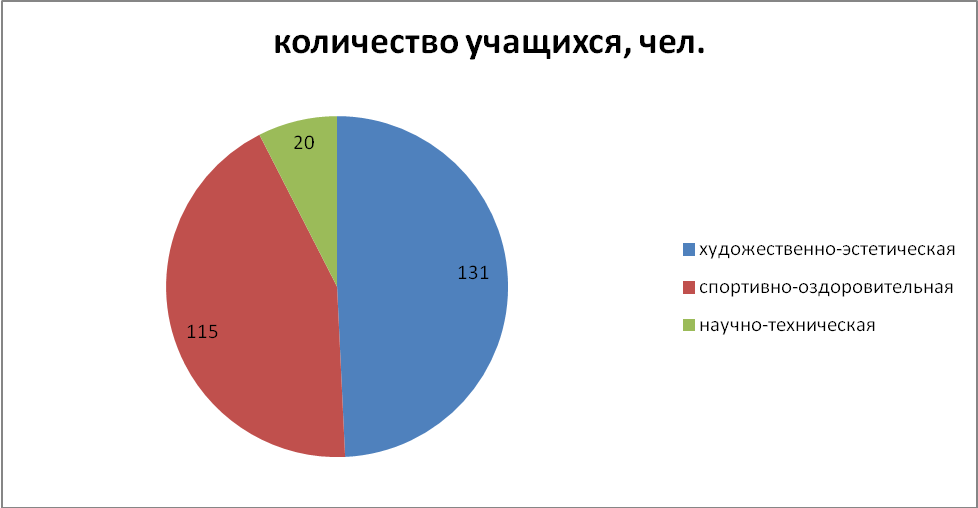 количество учащихся, чел.
20
131
115
художественно-эстетическая
спортивно-оздоровительная
научно-техническая